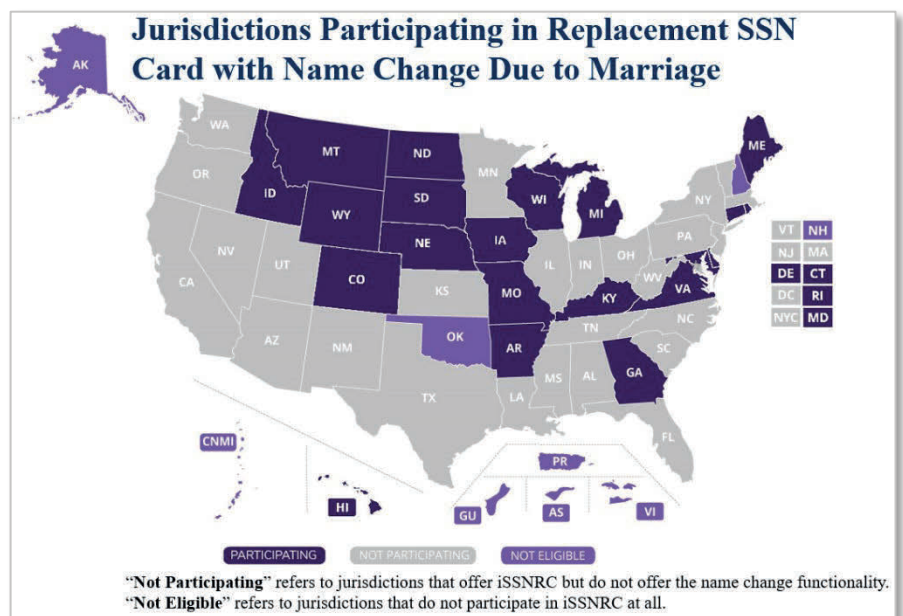 Jurisdictions Participating in Replacement SSN
Card with Name Change Due to Marriage
AK
WA
MT
ND
MN
ME
OR
ID
SD
WI
MI
NY
WY
VT NH
NV
NE
IA
PA
NJ MA
UT
CO
IL
IN
OH
WV
DE CT
CA
KS
MO
KY
VA
DC RI
NYC MD
AZ
NM
OK
AR
TN
NC
SC
TX
LA
MS
AL
GA
FL
CNMI
HI
PR
GU
AS
VI
PARTICIPATING NOT PARTICIPATING NOT ELIGIBLE
“Not Participating” refers to jurisdictions that offer iSSNRC but do not offer the name change functionality.
“Not Eligible” refers to jurisdictions that do not participate in iSSNRC at all.